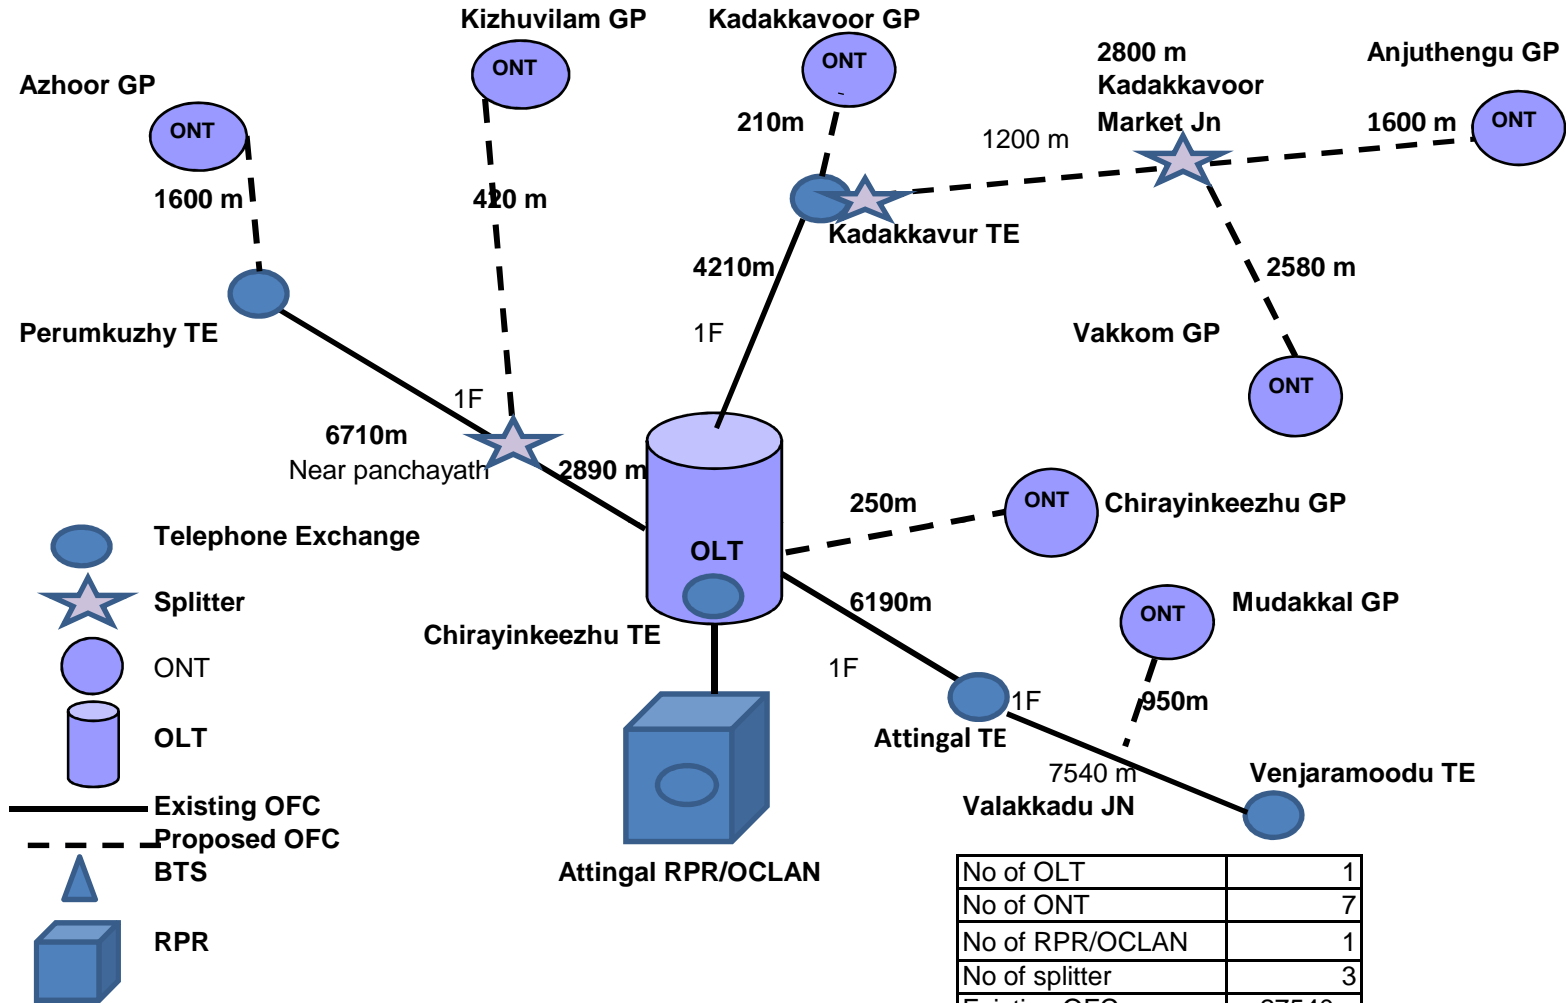 Kizhuvilam GP
Kadakkavoor GP
ONT
ONT
2800 m
Kadakkavoor
Market Jn
Anjuthengu GP
Azhoor GP
ONT
210m
1200 m
1600 m
ONT
1600 m
420 m
Kadakkavur TE
4210m
2580 m
Perumkuzhy TE
1F
Vakkom GP
ONT
1F
6710m
Near panchayath
2890 m
250m
ONT
Chirayinkeezhu GP
Telephone Exchange
OLT
Splitter
6190m
ONT
Mudakkal GP
Chirayinkeezhu TE
ONT
1F
1F
950m
OLT
Attingal TE
7540 m
Venjaramoodu TE
Valakkadu JN
Existing OFC
Proposed OFC
BTS
Attingal RPR/OCLAN
RPR
No of OLT 1
No of ONT 7
No of RPR/OCLAN 1
No of splitter 3